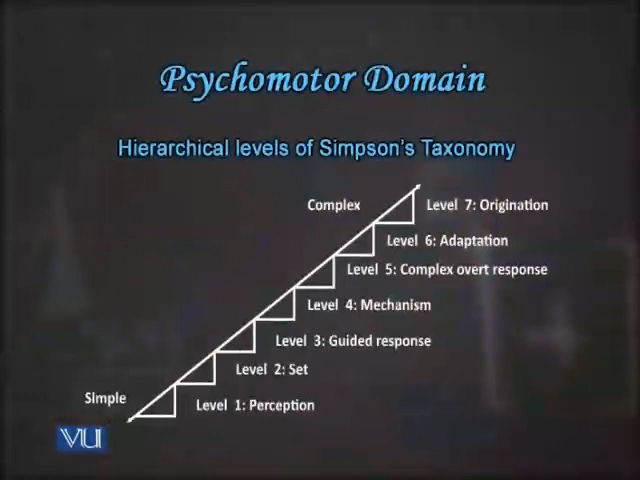 Psychomotor Domain
Hierarchical levels of Simpson's Taxonomy
Complex
Level 7: Origination
Level 6: Adaptation
Level 5: Complex overt response
Level 4: Mechanism
Level 3: Guided response
Level 2: Set
Simple
Level 1: Perception
VU